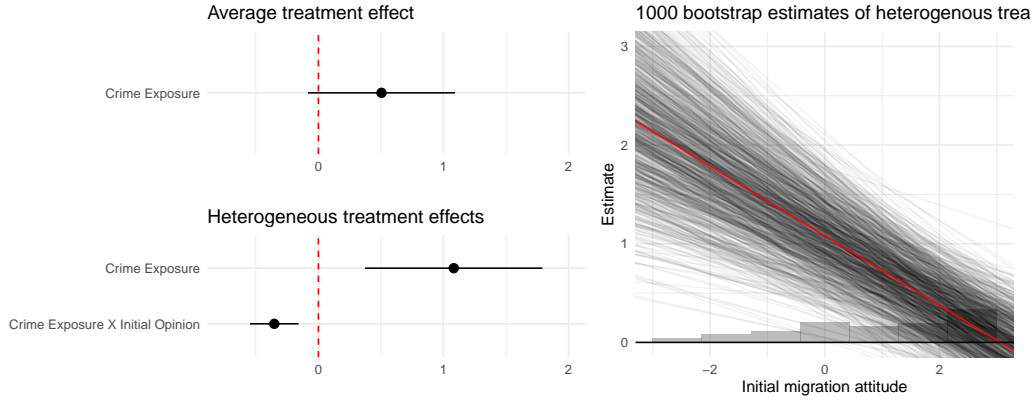 Average treatment effect
Crime Exposure
0
1
2
Heterogeneous treatment effects
Crime Exposure
Crime Exposure X Initial Opinion
0
1
2
1000 bootstrap estimates of heterogenous trea
Estimate
3
2
1
0
−2
0
2
Initial migration attitude